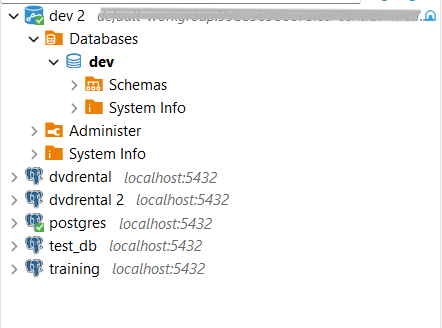 dev 2
Databases
dev
Schemas
System Info
Administer
System Info
dvdrental localhost:5432
dvdrental 2 localhost:5432
postgres localhost:5432
test_db localhost:5432
training localhost:5432